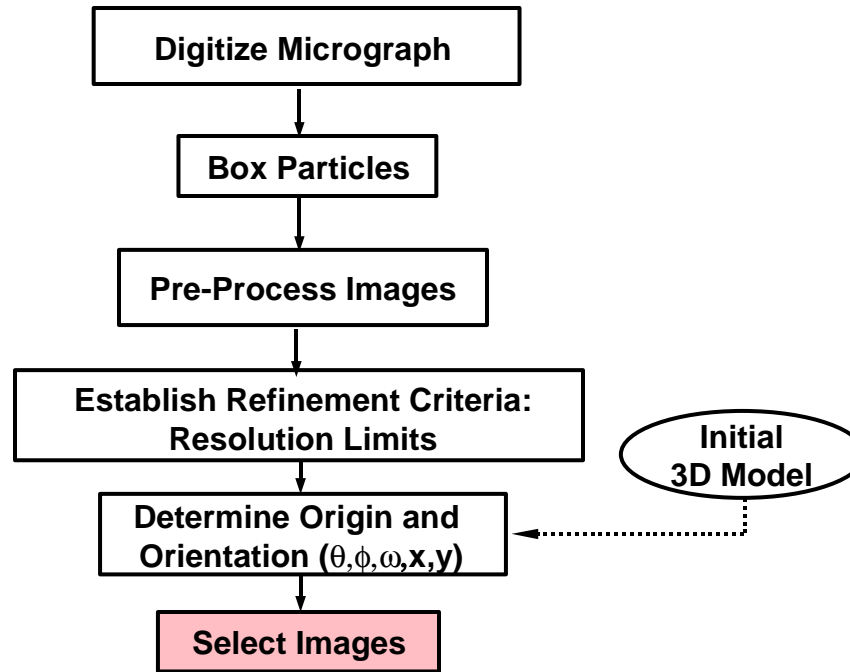 Digitize Micrograph
Box Particles
Pre-Process Images
Establish Refinement Criteria:
Resolution Limits
Initial
3D Model
Determine Origin and
Orientation (θ,ϕ,ω,x,y)
Select Images